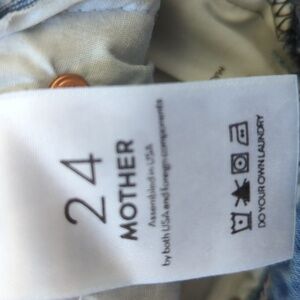 24
MOTHER
Assembled in USA
by both USA and foreign components
DO YOUR OWN LAUNDRY